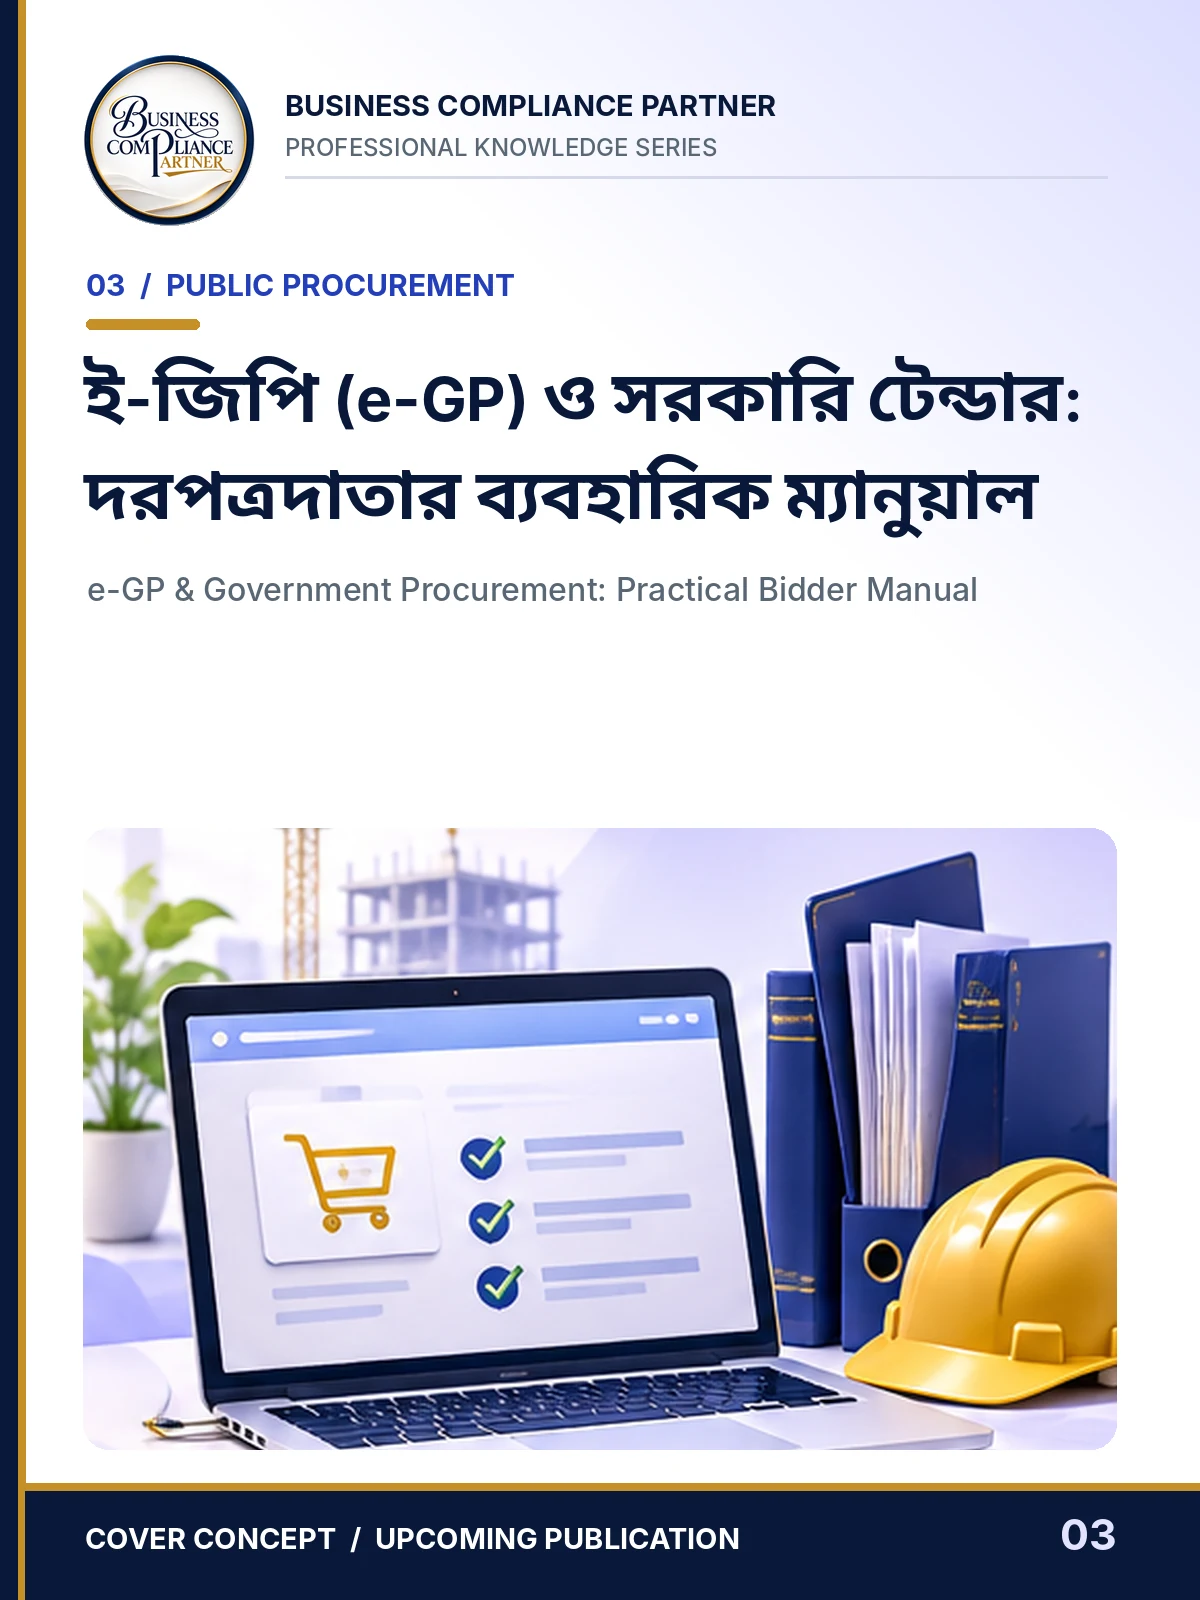 BUSINESS
COMPLIANCE
PARTNER
BUSINESS COMPLIANCE PARTNER
PROFESSIONAL KNOWLEDGE SERIES
03 / PUBLIC PROCUREMENT
ই-জিপি (e-GP) ও সরকারি টেন্ডার:
দরপত্রদাতার ব্যবহারিক ম্যানুয়াল
e-GP & Government Procurement: Practical Bidder Manual
COVER CONCEPT / UPCOMING PUBLICATION
03